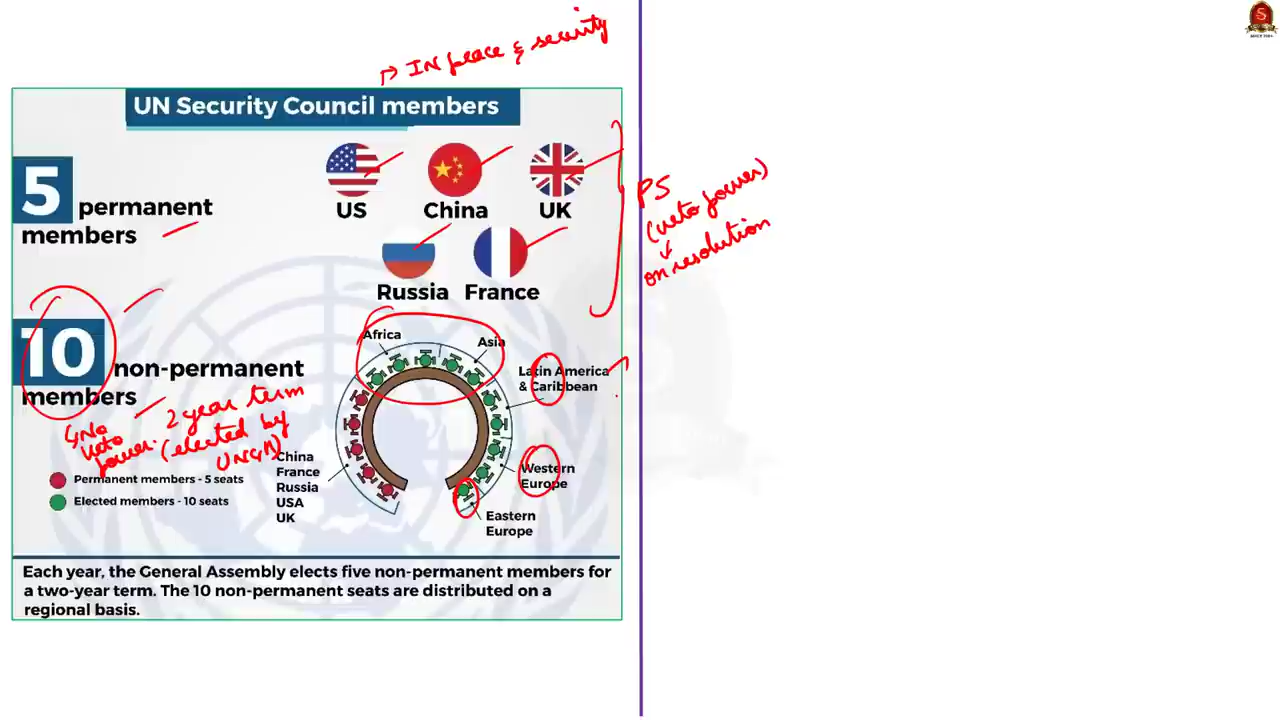 → IN peace & security
UN Security Council members
5 permanent
members
US
China
UK
Russia
France
P5
(veto power)
↓
on resolution
10 non-permanent
members
↳ No
veto
power.
2 year term
(elected by
UNGA)
Africa
Asia
Latin America
& Caribbean
Western
Europe
Eastern
Europe
China
France
Russia
USA
UK
Permanent members - 5 seats
Elected members - 10 seats
Each year, the General Assembly elects five non-permanent members for
a two-year term. The 10 non-permanent seats are distributed on a
regional basis.